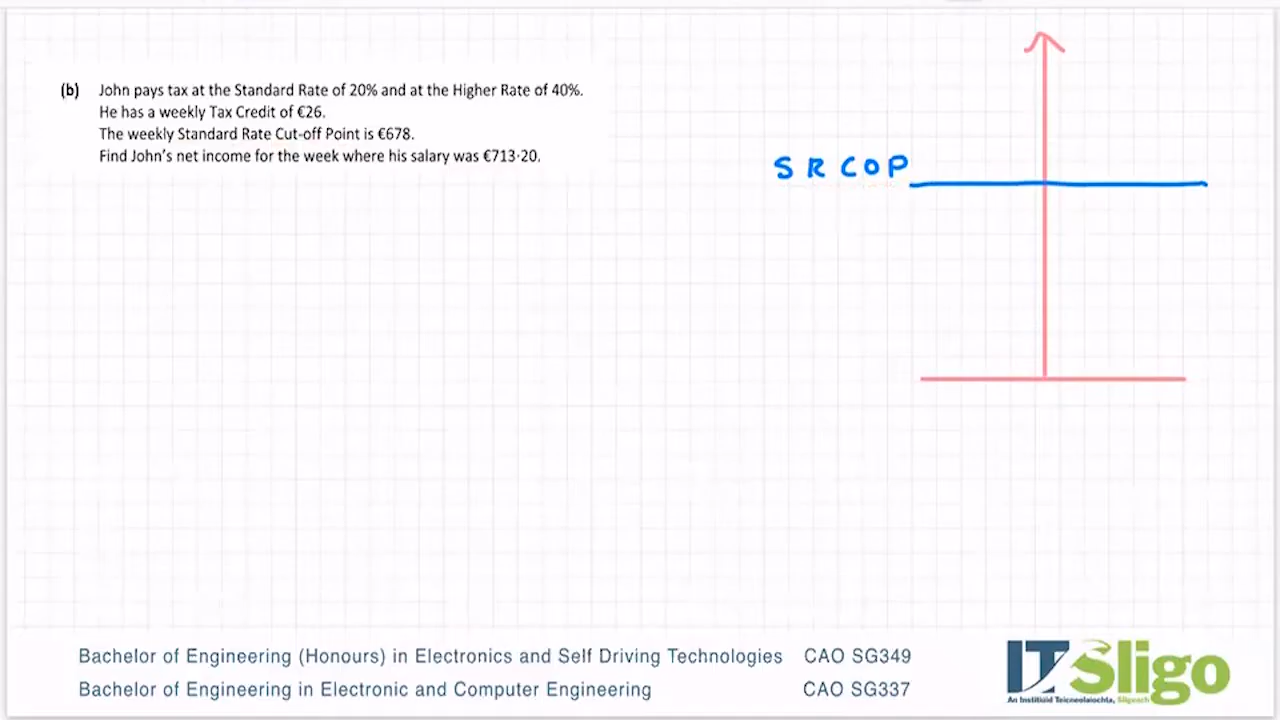 (b) John pays tax at the Standard Rate of 20% and at the Higher Rate of 40%.
He has a weekly Tax Credit of €26.
The weekly Standard Rate Cut-off Point is €678.
Find John's net income for the week where his salary was €713·20.
SRCOP
Bachelor of Engineering (Honours) in Electronics and Self Driving Technologies CAO SG349
Bachelor of Engineering in Electronic and Computer Engineering CAO SG337
IT Sligo
An Institiúid Teicneolaíochta, Sligeach